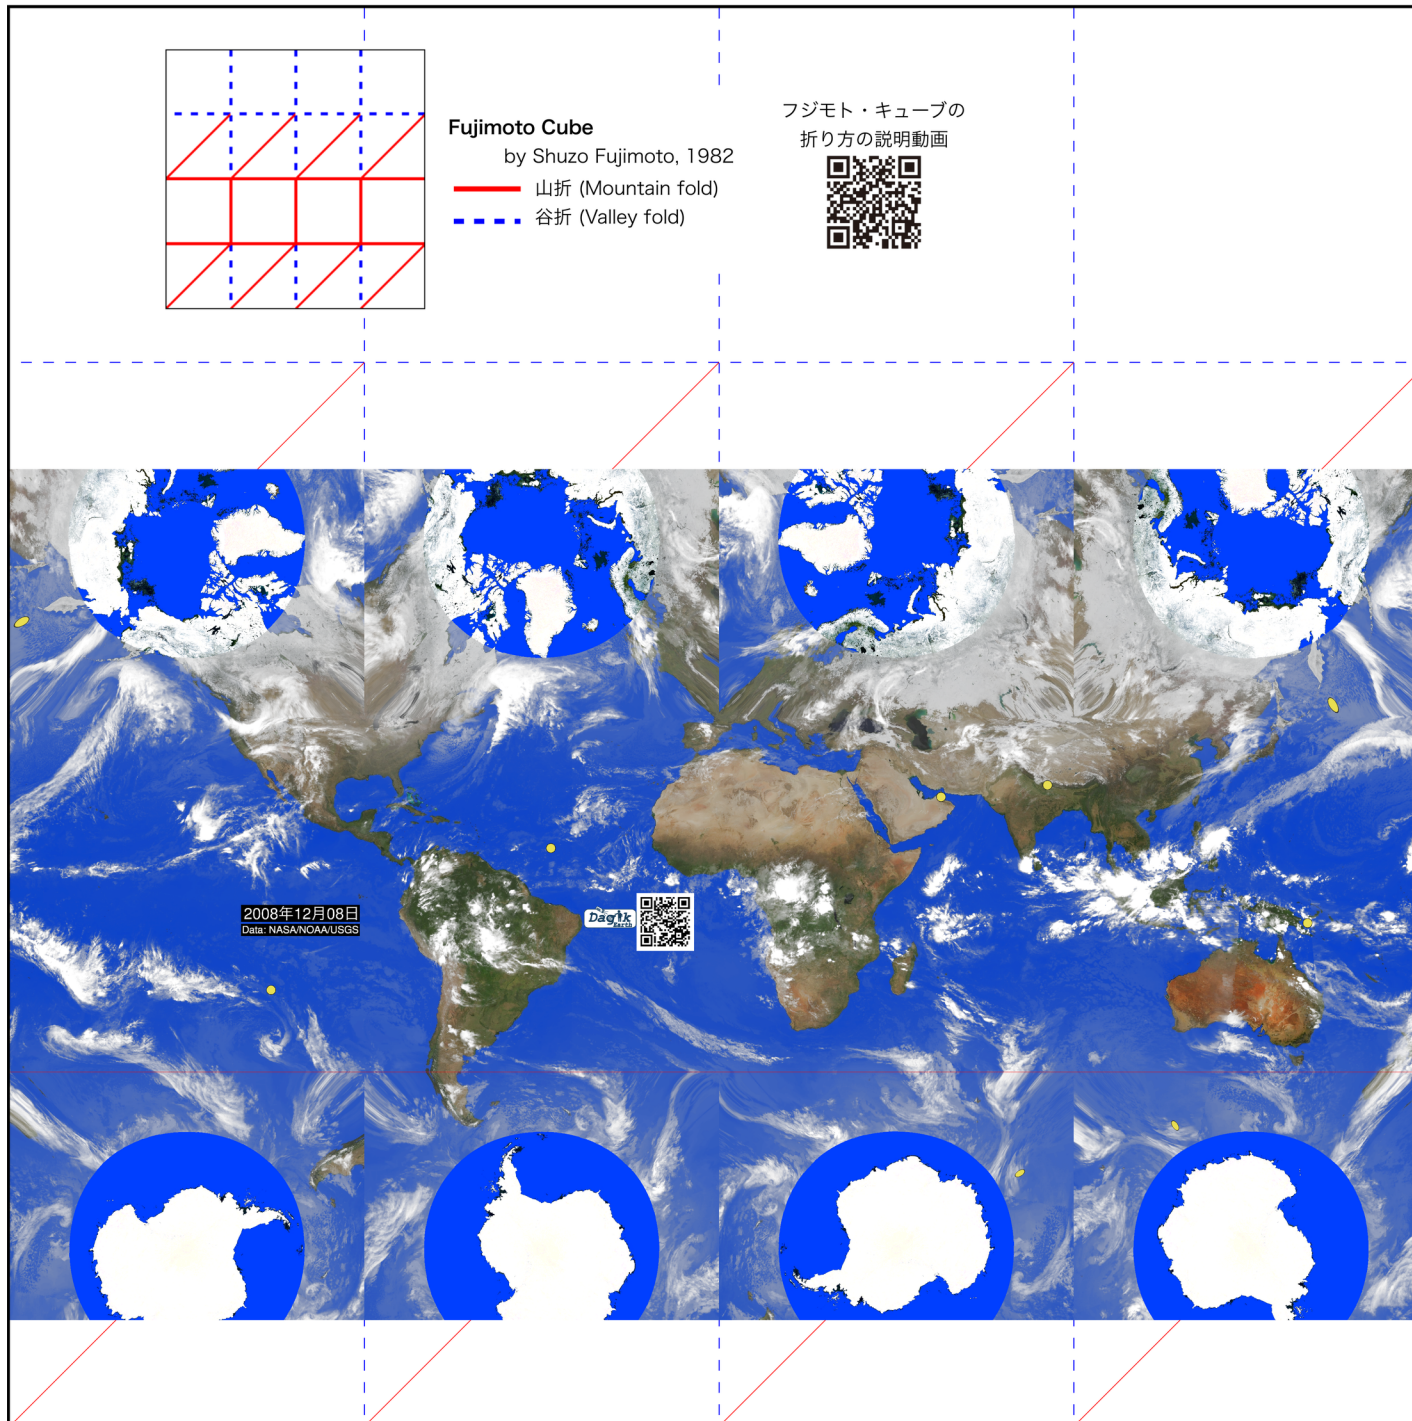 Fujimoto Cube
by Shuzo Fujimoto, 1982
山折 (Mountain fold)
谷折 (Valley fold)
フジモト・キューブの
折り方の説明動画
2008年12月08日
Data: NASA/NOAA/USGS
Dagik
Earth